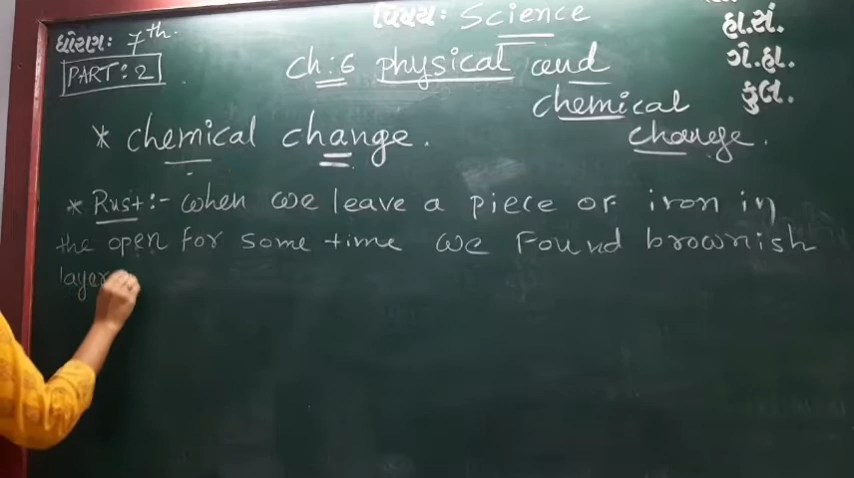 ધોરણ: 7th
વિષય: Science
હા.સં.
ગે.હા.
કુલ.
PART: 2
Ch:6 physical and
chemical
change.
* chemical change.
* Rust:- when we leave a piece of iron in
the open for some time we Found brownish
layer